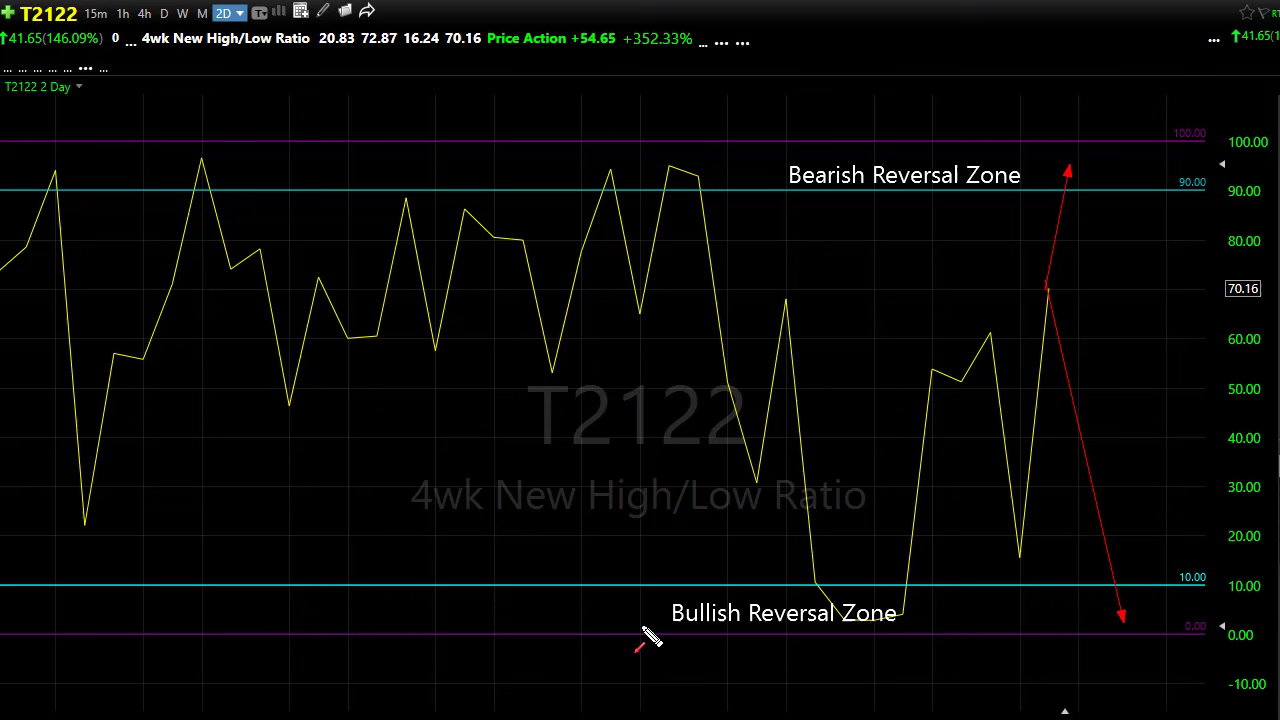 T2122 15m 1h 4h D W M 2D
41.65(146.09%) 0 ... 4wk New High/Low Ratio 20.83 72.87 16.24 70.16 Price Action +54.65 +352.33% ... ... ... ... 41.65(1
... ... ... ... ... ... ...
T2122 2 Day
100.00 100.00
Bearish Reversal Zone
90.00 90.00
80.00
70.16
60.00
50.00
T2122
40.00
4wk New High/Low Ratio
30.00
20.00
10.00 10.00
Bullish Reversal Zone
0.00 0.00
-10.00